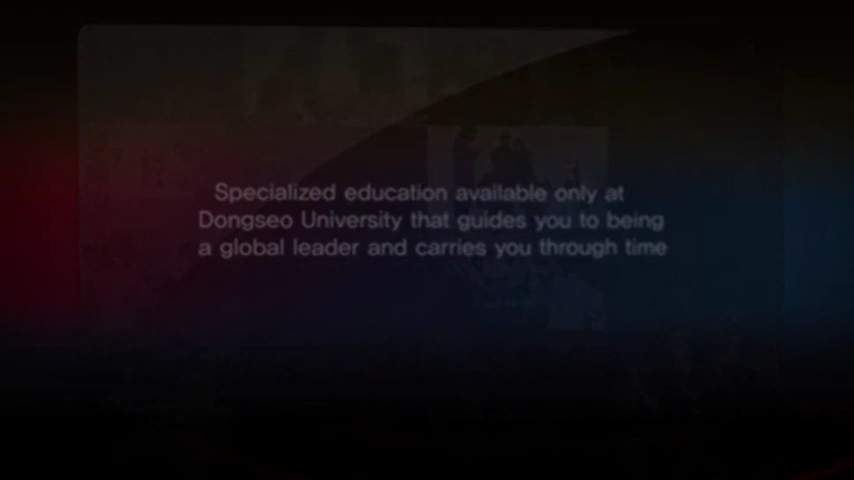 Specialized education available only at
Dongseo University that guides you to being
a global leader and carries you through time